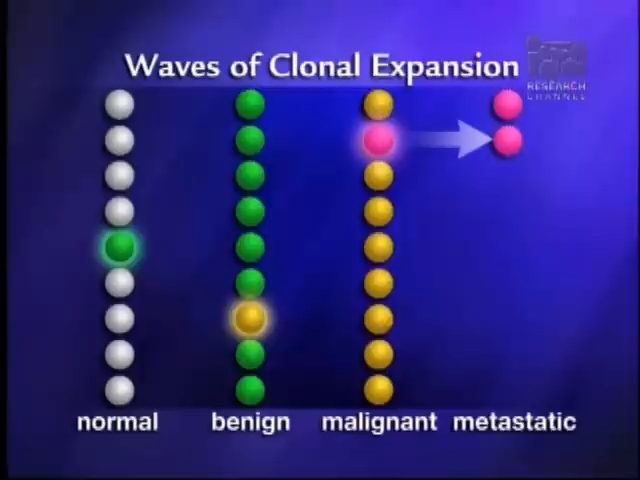 Waves of Clonal Expansion
RESEARCH
CHANNEL
normal benign malignant metastatic